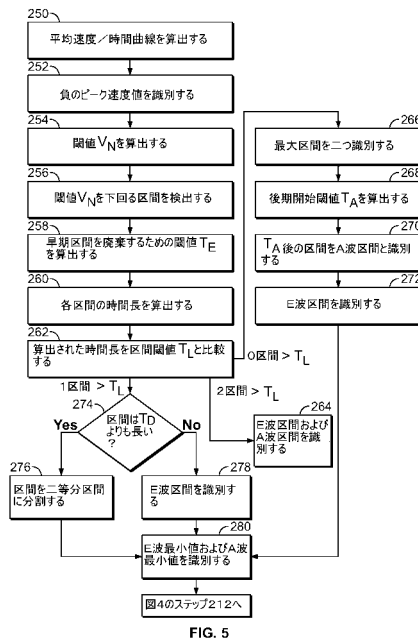 250
平均速度／時間曲線を算出する
252
負のピーク速度値を識別する
254
閾値VNを算出する
256
閾値VNを下回る区間を検出する
258
早期区間を廃棄するための閾値TE
を算出する
260
各区間の時間長を算出する
262
算出された時間長を区間閾値TLと比較
する
0区間 > TL
1区間 > TL
2区間 > TL
266
最大区間を二つ識別する
268
後期開始閾値TAを算出する
270
TA後の区間をA波区間と識別
する
272
E波区間を識別する
264
E波区間および
A波区間を識
別する
274
区間はTD
よりも長い
?
Yes
No
276
区間を二等分区間
に分割する
278
E波区間を識別す
る
280
E波最小値およびA波
最小値を識別する
図4のステップ212へ
FIG. 5